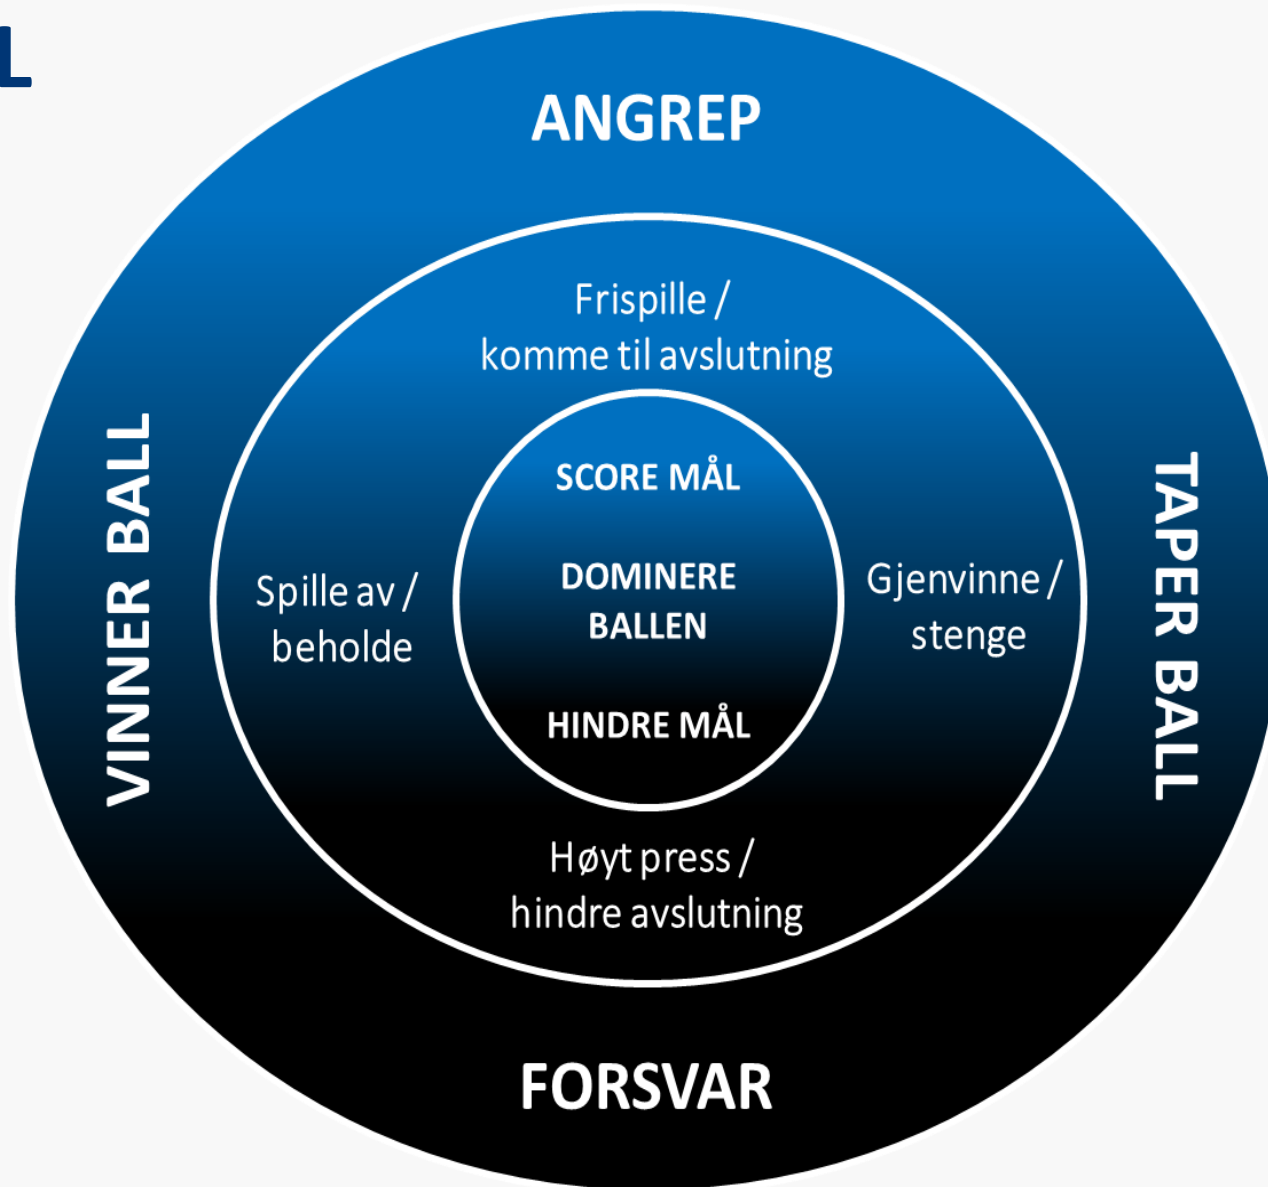 L
ANGREP
Frispille /
komme til avslutning
SCORE MÅL
DOMINERE
BALLEN
HINDRE MÅL
VINNER BALL
Spille av /
beholde
Gjenvinne /
stenge
TAPER BALL
Høyt press /
hindre avslutning
FORSVAR